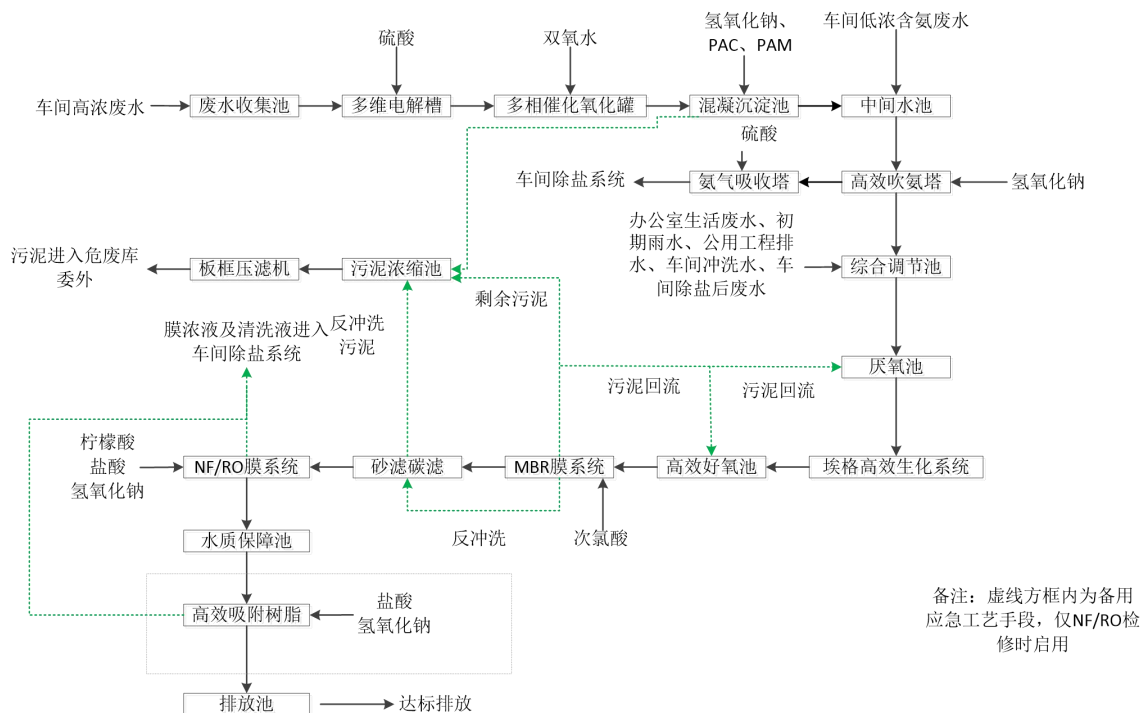 氢氧化钠、
PAC、PAM
车间低浓含氨废水
硫酸
双氧水
车间高浓废水
废水收集池
多维电解槽
多相催化氧化罐
混凝沉淀池
中间水池
硫酸
车间除盐系统
氨气吸收塔
高效吹氨塔
氢氧化钠
办公室生活废水、初
期雨水、公用工程排
水、车间冲洗水、车
间除盐后废水
综合调节池
污泥进入危废库
委外
板框压滤机
污泥浓缩池
剩余污泥
膜浓液及清洗液进入
车间除盐系统
反冲洗
污泥
厌氧池
污泥回流
污泥回流
柠檬酸
盐酸
氢氧化钠
NF/RO膜系统
砂滤碳滤
MBR膜系统
高效好氧池
埃格高效生化系统
反冲洗
次氯酸
水质保障池
高效吸附树脂
盐酸
氢氧化钠
备注：虚线方框内为备用
应急工艺手段，仅NF/RO检
修时启用
排放池
达标排放